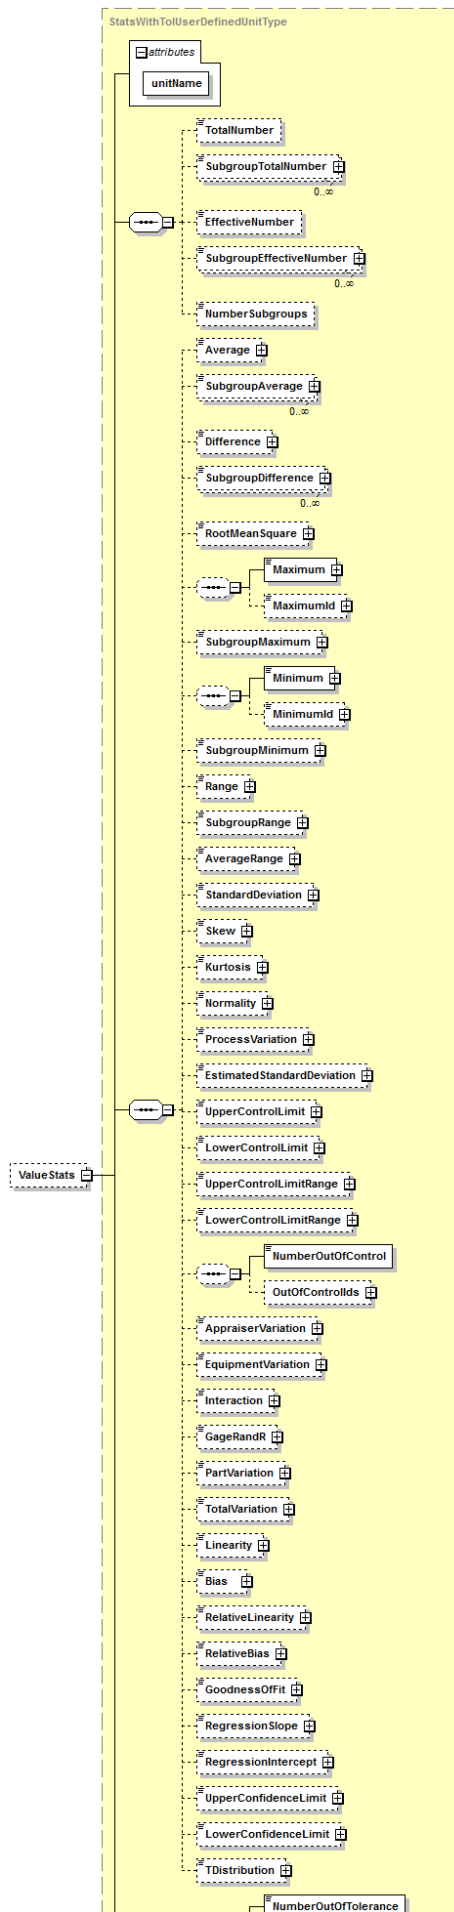 StatsWithTolUserDefinedUnitType
attributes
unitName
TotalNumber
SubgroupTotalNumber
0..∞
EffectiveNumber
SubgroupEffectiveNumber
0..∞
NumberSubgroups
Average
SubgroupAverage
0..∞
Difference
SubgroupDifference
0..∞
RootMeanSquare
Maximum
MaximumId
SubgroupMaximum
Minimum
MinimumId
SubgroupMinimum
Range
SubgroupRange
AverageRange
StandardDeviation
Skew
Kurtosis
Normality
ProcessVariation
EstimatedStandardDeviation
UpperControlLimit
LowerControlLimit
ValueStats
UpperControlLimitRange
LowerControlLimitRange
NumberOutOfControl
OutOfControlIds
AppraiserVariation
EquipmentVariation
Interaction
GageRandR
PartVariation
TotalVariation
Linearity
Bias
RelativeLinearity
RelativeBias
GoodnessOfFit
RegressionSlope
RegressionIntercept
UpperConfidenceLimit
LowerConfidenceLimit
TDistribution
NumberOutOfTolerance